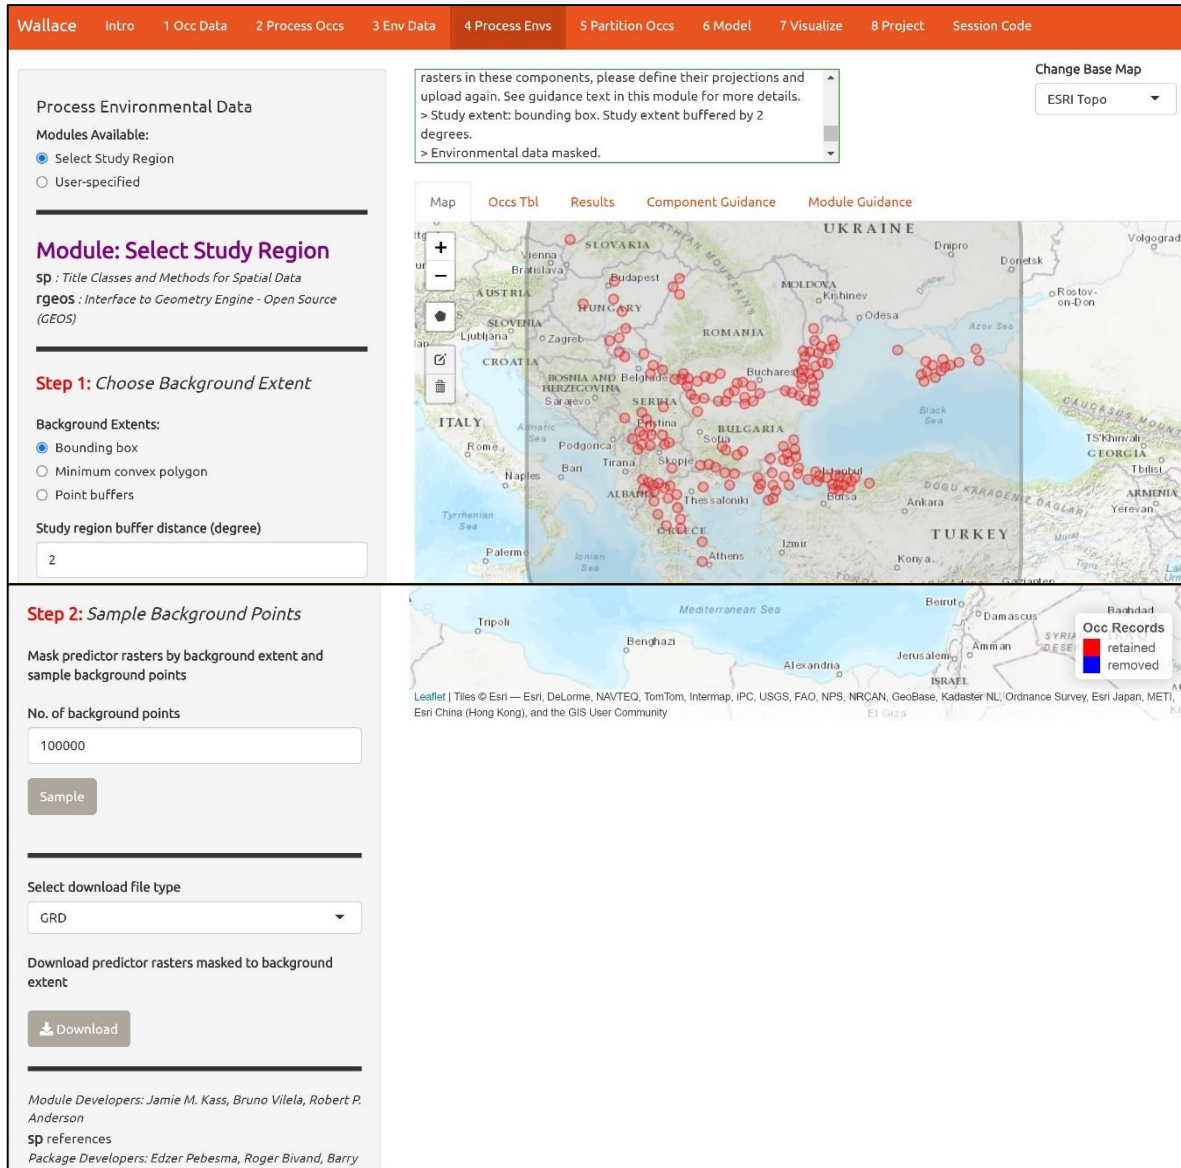 Wallace Intro 1 Occ Data 2 Process Occs 3 Env Data 4 Process Envs 5 Partition Occs 6 Model 7 Visualize 8 Project Session Code
Process Environmental Data
Modules Available:
Select Study Region
User-specified
Module: Select Study Region
sp : Title Classes and Methods for Spatial Data
rgeos : Interface to Geometry Engine - Open Source
(GEOS)
Step 1: Choose Background Extent
Background Extents:
Bounding box
Minimum convex polygon
Point buffers
Study region buffer distance (degree)
2
rasters in these components, please define their projections and
upload again. See guidance text in this module for more details.
> Study extent: bounding box. Study extent buffered by 2
degrees.
> Environmental data masked.
Change Base Map
ESRI Topo
Map Occs Tbl Results Component Guidance Module Guidance
+
−
UKRAINE
SLOVAKIA
Dnipro
Volgograd
Vienna
Donetsk
Bratislava
Budapest
AUSTRIA
MOLDOVA
Kishinev
Rostov-
on-Don
HUNGARY
Odesa
SLOVENIA
Azov Sea
Ljubljana
Zagreb
ROMANIA
CROATIA
BOSNIA AND
HERZEGOVINA
Belgrade
Bucharest
Sarajevo
SERBIA
CAUCASUS MOUN
Black
Sea
ITALY
Adriatic
Sea
Pristina
BULGARIA
TS'Khinvali
Rome
Podgorica
Sofia
GEORGIA
Tirana
Skopje
Tbilisi
Naples
Bari
Istanbul
ALBANIA
Thessaloniki
Bursa
Ankara
DOGU KARADENIZ DAGLARI
ARMENIA
Yerevan
Tyrrhenian
Sea
GREECE
TURKEY
Izmir
Murat
Palermo
Ionian
Sea
Athens
Konya
Tigris
Gaziantep
Step 2: Sample Background Points
Mask predictor rasters by background extent and
sample background points
No. of background points
100000
Sample
Select download file type
GRD
Download predictor rasters masked to background
extent
Download
Module Developers: Jamie M. Kass, Bruno Vilela, Robert P.
Anderson
sp references
Package Developers: Edzer Pebesma, Roger Bivand, Barry
Mediterranean Sea
Beirut
Damascus
Baghdad
Tripoli
Benghazi
Alexandria
Jerusalem
Amman
ISRAEL
El Giza
Occ Records
retained
removed
Leaflet | Tiles © Esri — Esri, DeLorme, NAVTEQ, TomTom, Intermap, iPC, USGS, FAO, NPS, NRCAN, GeoBase, Kadaster NL, Ordnance Survey, Esri Japan, METI,
Esri China (Hong Kong), and the GIS User Community